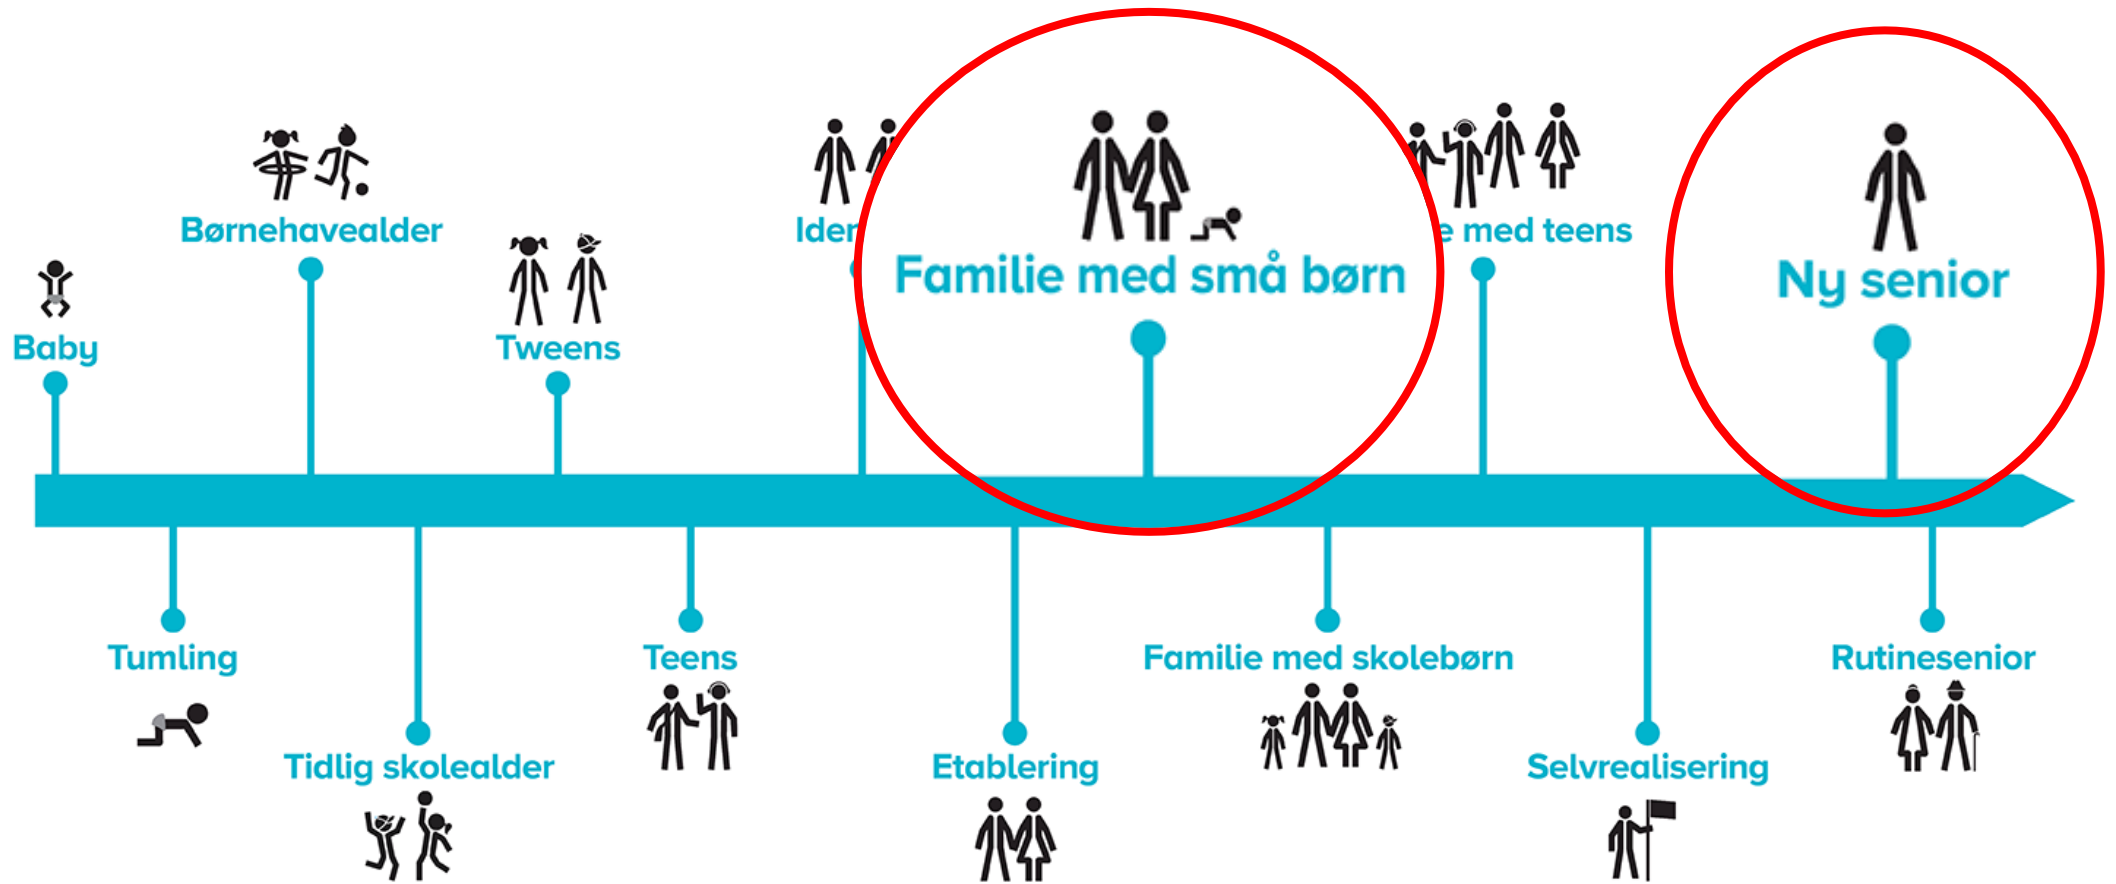 Børnehavealder
e med teens
Familie med små børn
Ny senior
Baby
Tweens
Tumling
Teens
Familie med skolebørn
Rutinesenior
Tidlig skolealder
Etablering
Selvrealisering